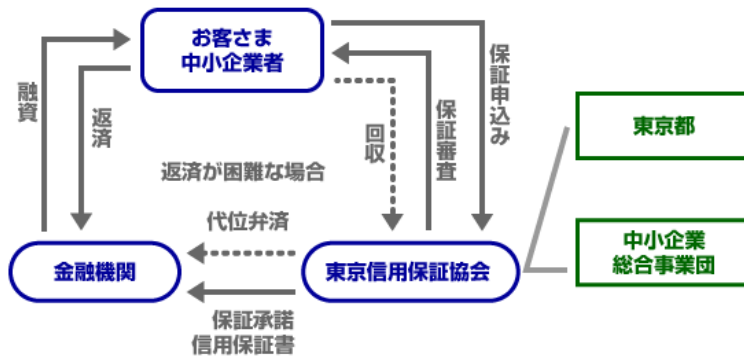 お客さま
中小企業者
融資
返済
回収
保証審査
保証申込み
返済が困難な場合
代位弁済
金融機関
東京信用保証協会
保証承諾
信用保証書
東京都
中小企業
総合事業団